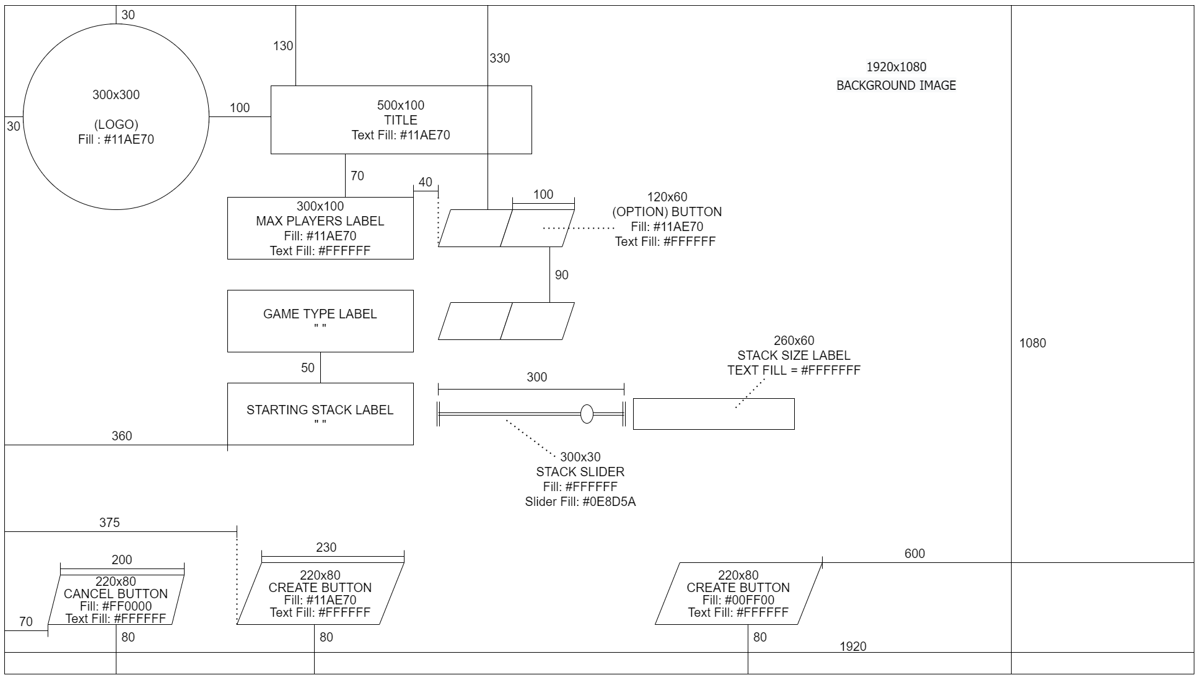 30
130
330
1920x1080
BACKGROUND IMAGE
300x300
(LOGO)
Fill : #11AE70
30
100
500x100
TITLE
Text Fill: #11AE70
70
40
100
120x60
(OPTION) BUTTON
Fill: #11AE70
Text Fill: #FFFFFF
300x100
MAX PLAYERS LABEL
Fill: #11AE70
Text Fill: #FFFFFF
90
GAME TYPE LABEL
" "
260x60
STACK SIZE LABEL
TEXT FILL = #FFFFFFF
1080
50
300
STARTING STACK LABEL
" "
360
300x30
STACK SLIDER
Fill: #FFFFFF
Slider Fill: #0E8D5A
375
200
230
600
220x80
CANCEL BUTTON
Fill: #FF0000
Text Fill: #FFFFFF
220x80
CREATE BUTTON
Fill: #11AE70
Text Fill: #FFFFFF
220x80
CREATE BUTTON
Fill: #00FF00
Text Fill: #FFFFFF
70
80
80
80
1920